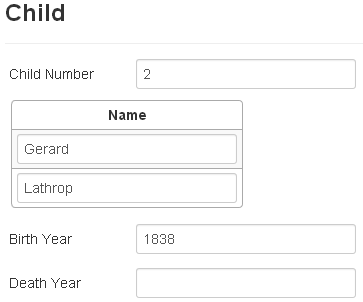 Child
Child Number 2
Name
Gerard
Lathrop
Birth Year 1838
Death Year